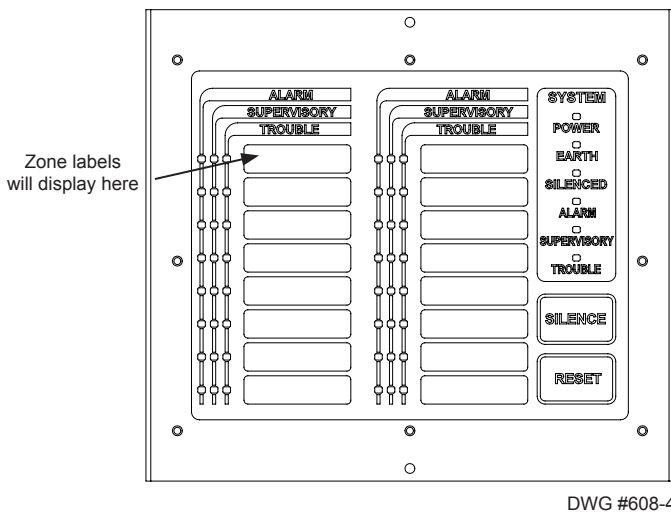 ALARM
SUPERVISORY
TROUBLE
ALARM
SUPERVISORY
TROUBLE
SYSTEM
POWER
EARTH
SILENCED
ALARM
SUPERVISORY
TROUBLE
SILENCE
RESET
Zone labels
will display here
DWG #608-4